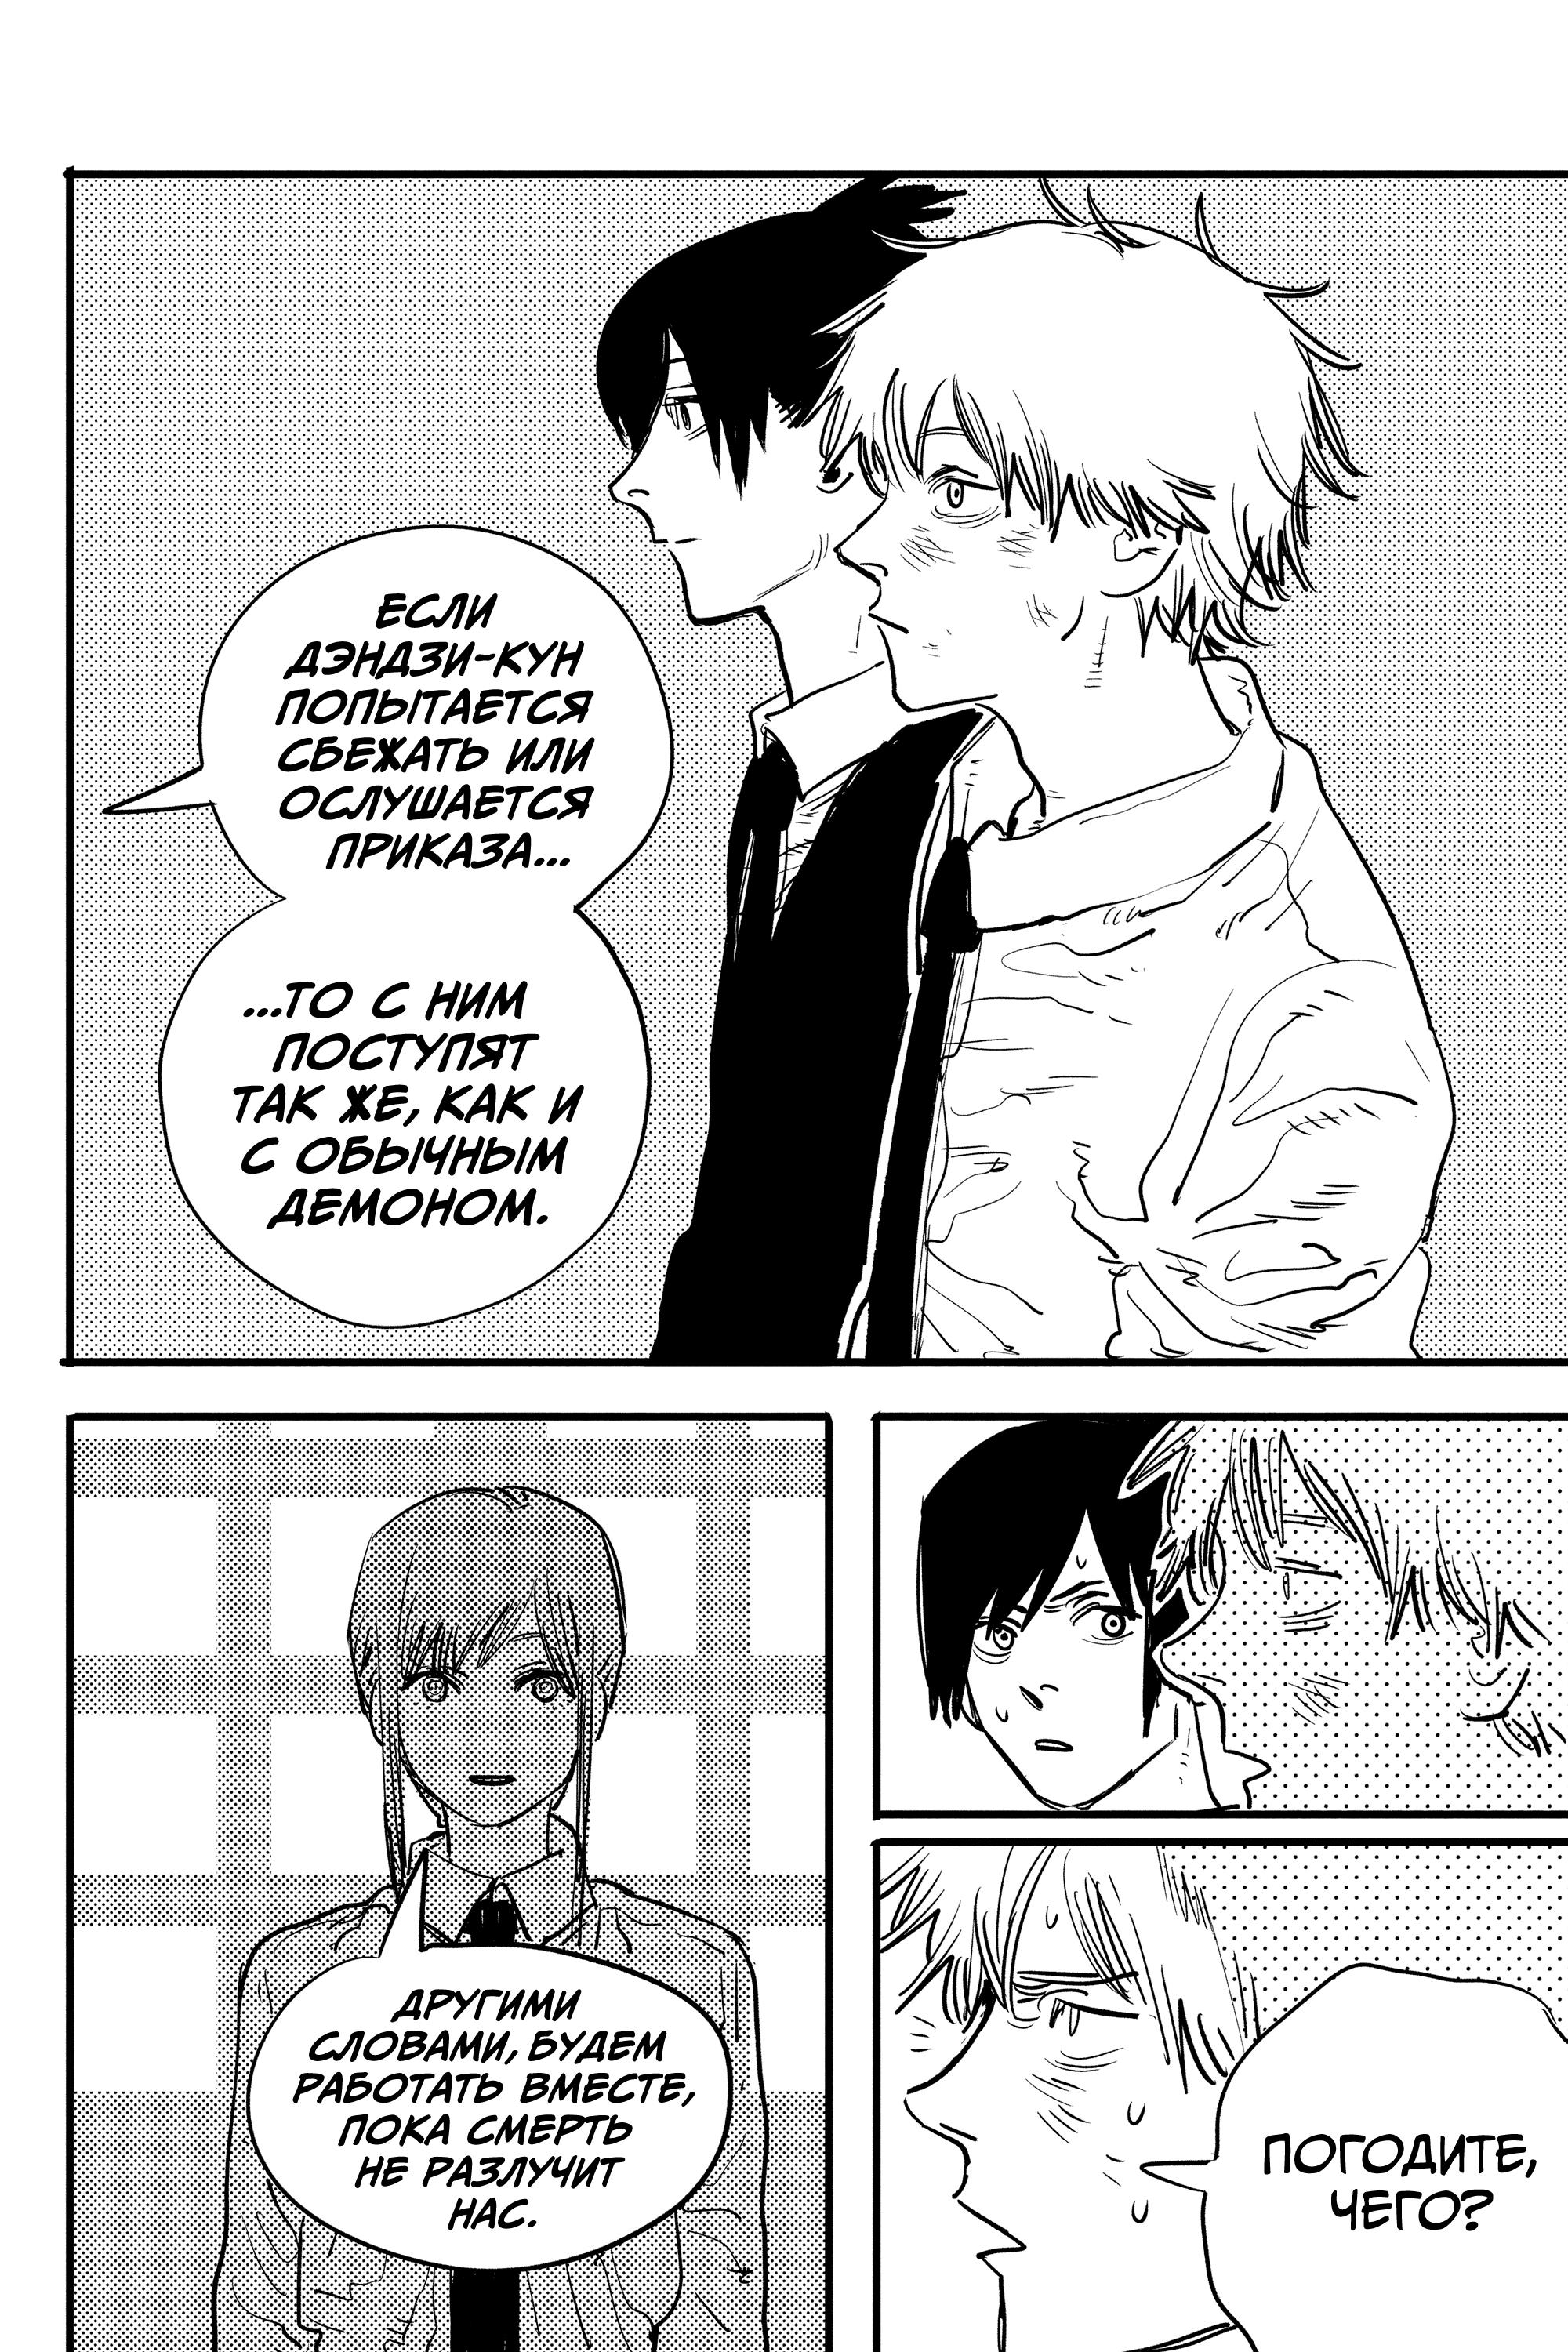 ЕСЛИ
ДЭНДЗИ-КУН
ПОПЫТАЕТСЯ
СБЕЖАТЬ ИЛИ
ОСЛУШАЕТСЯ
ПРИКАЗА...
...ТО С НИМ
ПОСТУПЯТ
ТАК ЖЕ, КАК И
С ОБЫЧНЫМ
ДЕМОНОМ.
ПОГОДИТЕ,
ЧЕГО?
ДРУГИМИ
СЛОВАМИ, БУДЕМ
РАБОТАТЬ ВМЕСТЕ,
ПОКА СМЕРТЬ
НЕ РАЗЛУЧИТ
НАС.